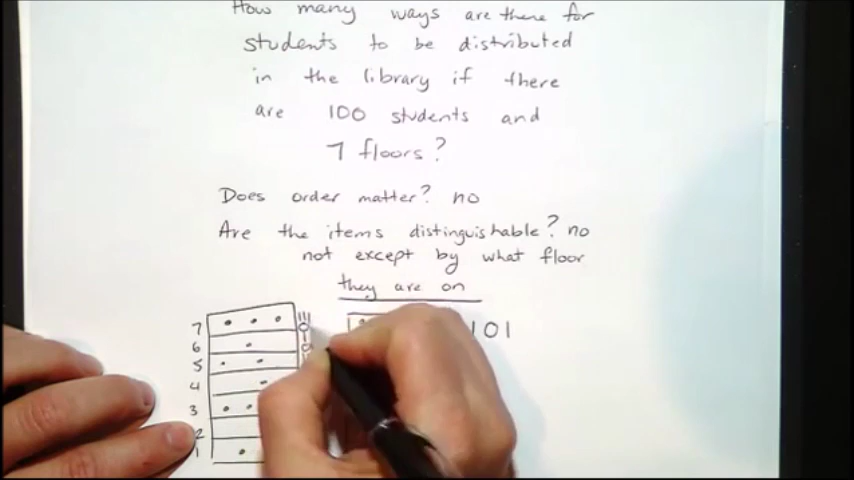 How many ways are there for
students to be distributed
in the library if there
are 100 students and
7 floors?
Does order matter? no
Are the items distinguishable? no
not except by what floor
they are on
7
6
5
4
3
2
1
101